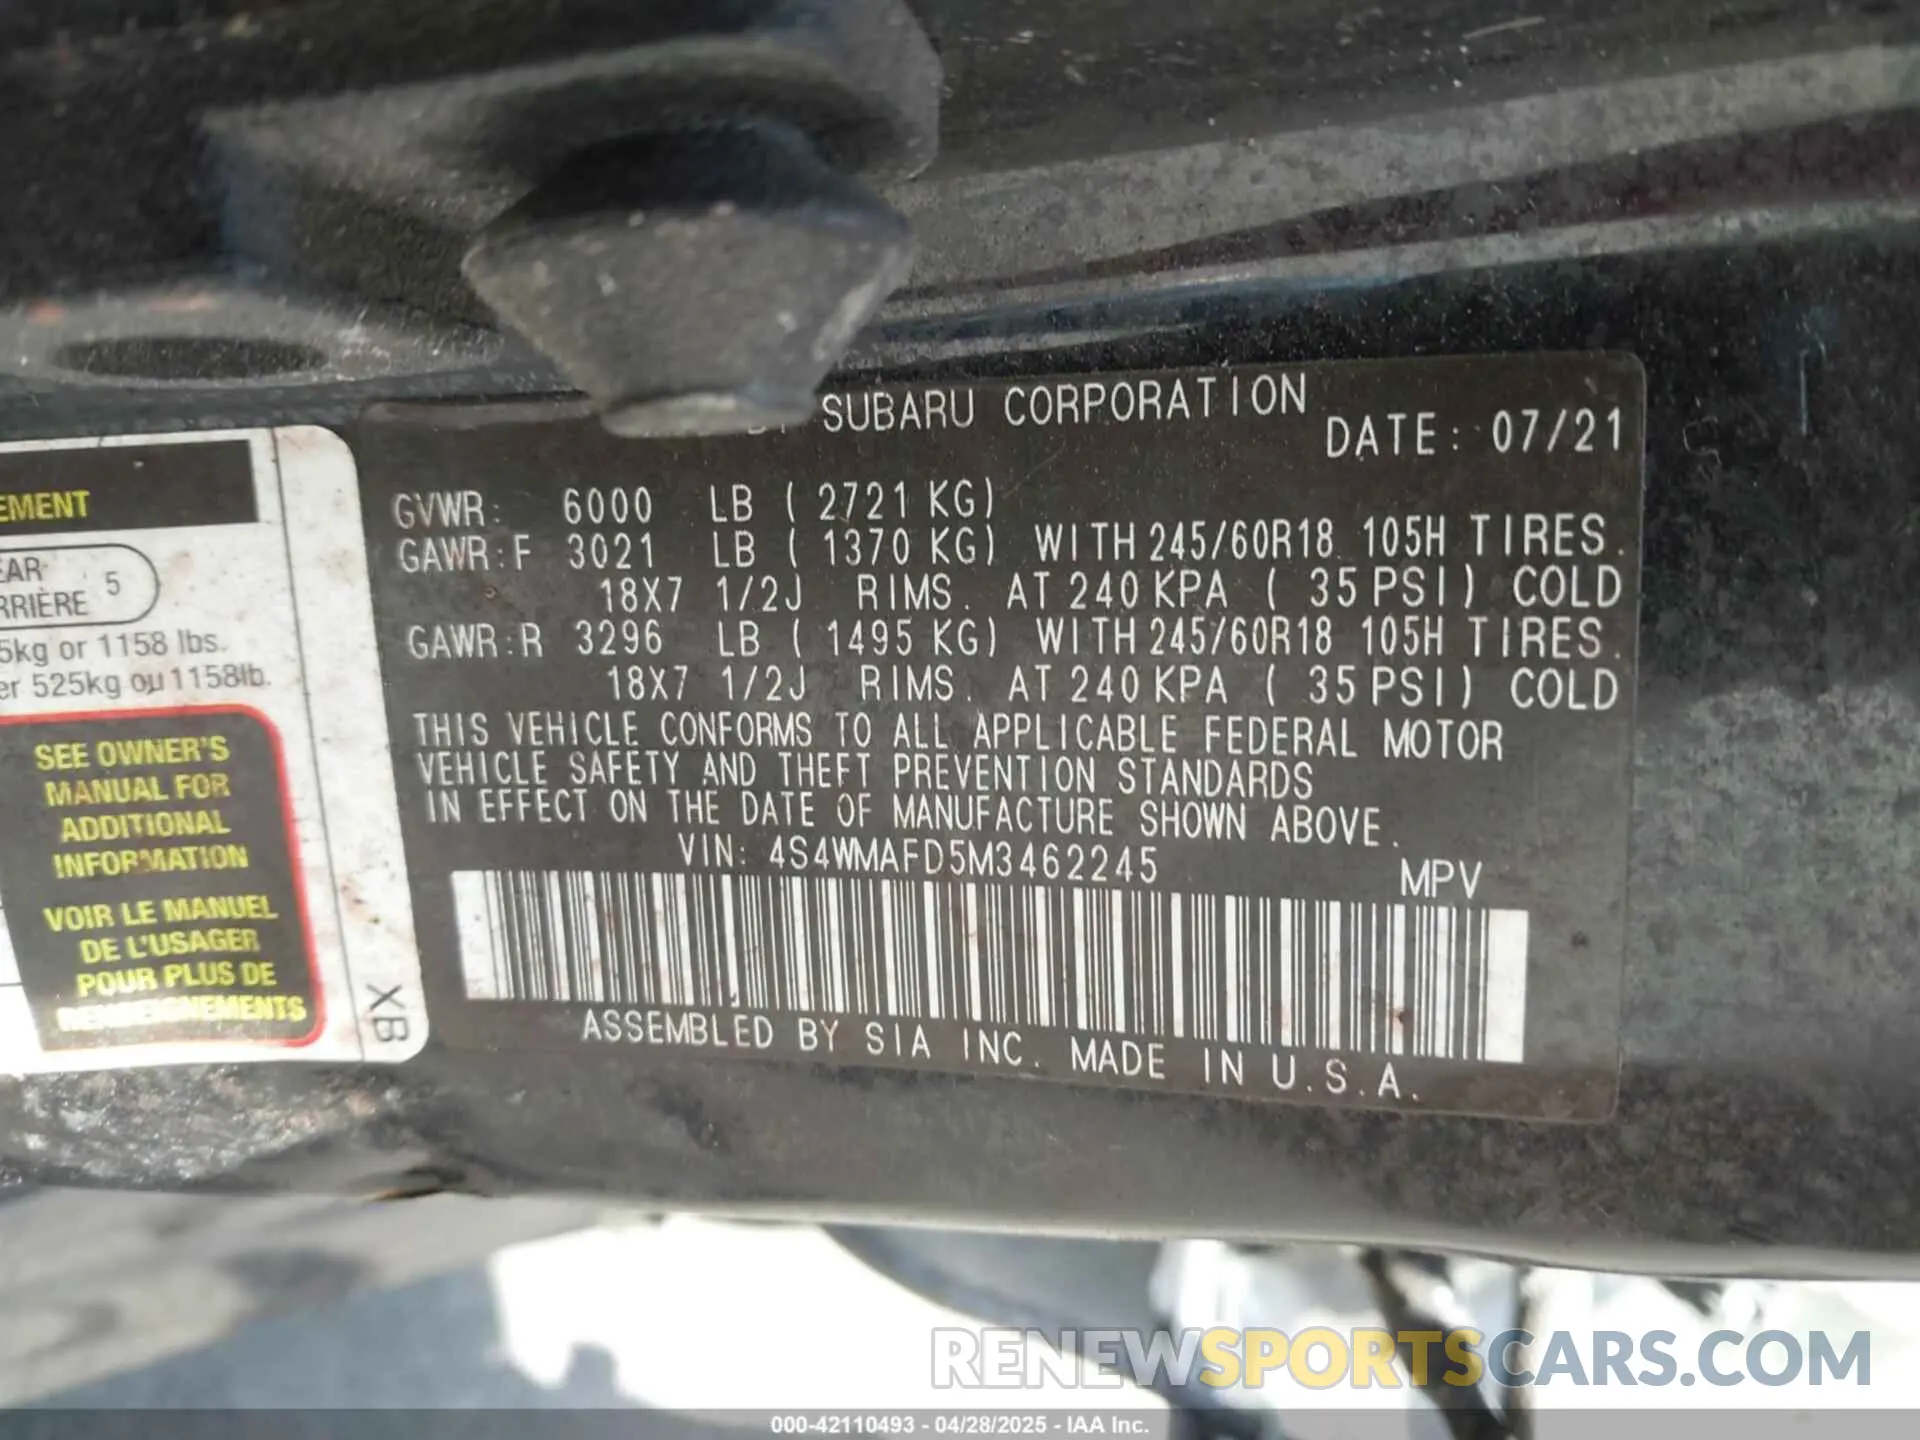 SUBARU CORPORATION
DATE: 07/21
GVWR: 6000 LB ( 2721 KG)
GAWR:F 3021 LB ( 1370 KG) WITH 245/60R18 105H TIRES.
18X7 1/2J RIMS. AT 240 KPA ( 35 PSI) COLD
GAWR:R 3296 LB ( 1495 KG) WITH 245/60R18 105H TIRES.
18X7 1/2J RIMS. AT 240 KPA ( 35 PSI) COLD
THIS VEHICLE CONFORMS TO ALL APPLICABLE FEDERAL MOTOR
VEHICLE SAFETY AND THEFT PREVENTION STANDARDS
IN EFFECT ON THE DATE OF MANUFACTURE SHOWN ABOVE.
VIN: 4S4WMAFD5M3462245 MPV
ASSEMBLED BY SIA INC. MADE IN U.S.A.
EMENT
EAR
RRIÈRE 5
5kg or 1158 lbs.
er 525kg ou 1158lb.
SEE OWNER'S
MANUAL FOR
ADDITIONAL
INFORMATION
VOIR LE MANUEL
DE L'USAGER
POUR PLUS DE
RENSEIGNEMENTS
XB
RENEWSPORTSCARS.COM
000-42110493 - 04/28/2025 - IAA Inc.